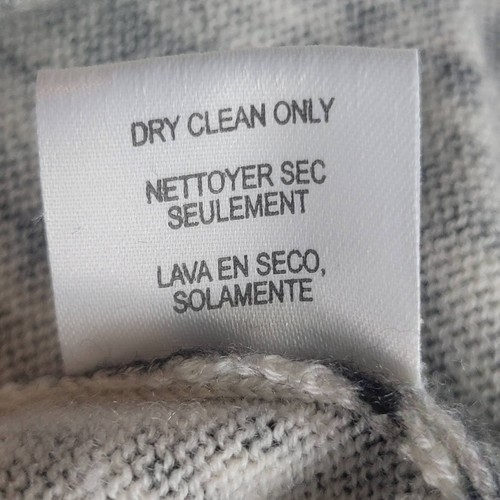 DRY CLEAN ONLY
NETTOYER SEC
SEULEMENT
LAVA EN SECO,
SOLAMENTE